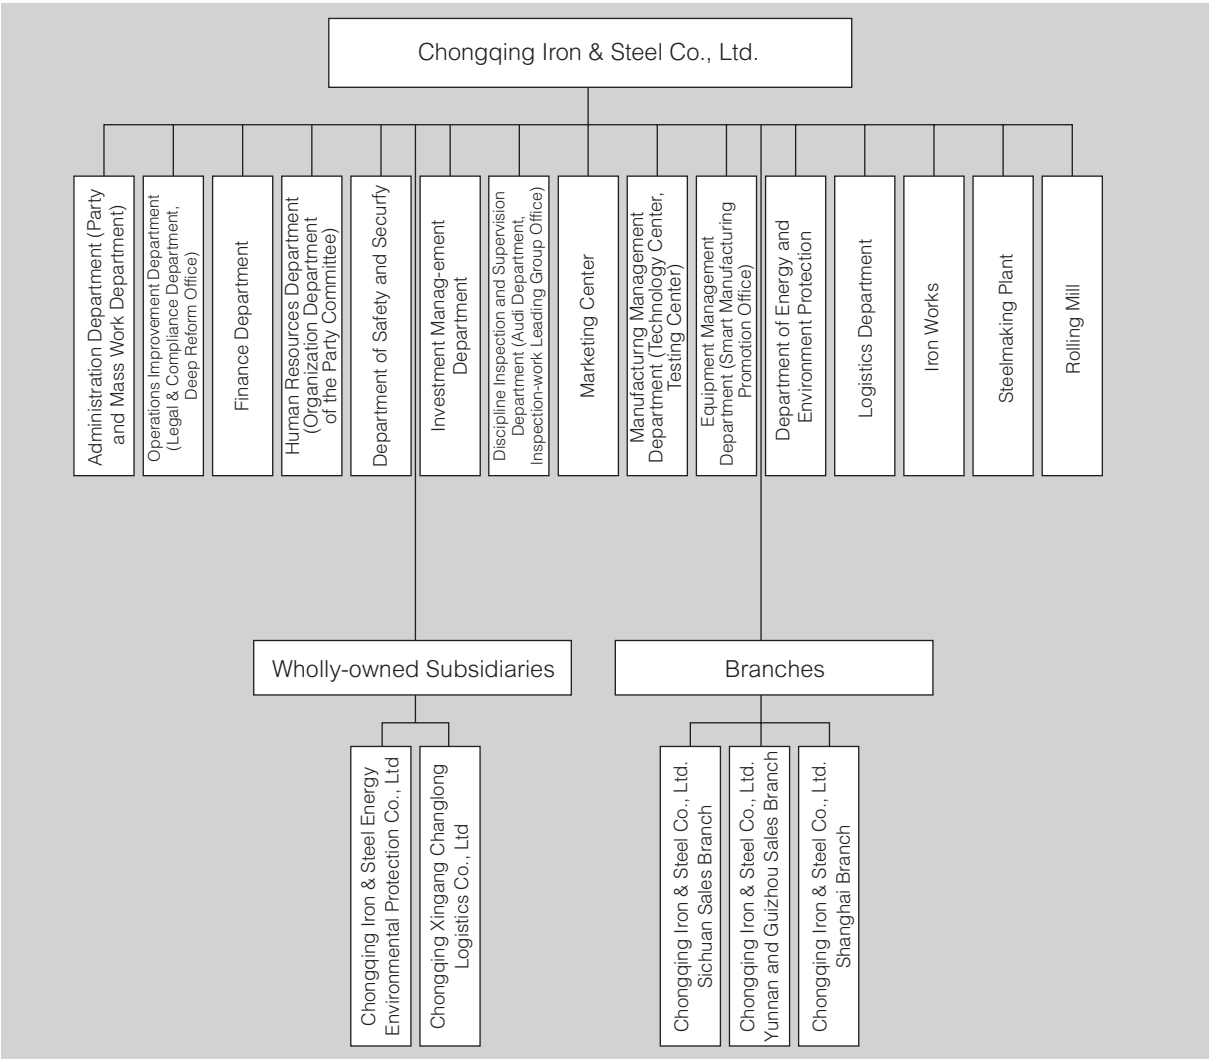 Chongqing Iron & Steel Co., Ltd.
Administration Department (Party
and Mass Work Department)
Operations Improvement Department
(Legal & Compliance Department,
Deep Reform Office)
Finance Department
Human Resources Department
(Organization Department
of the Party Committee)
Department of Safety and Securfy
Investment Manag-ement
Department
Discipline Inspection and Supervision
Department (Audi Department,
Inspection-work Leading Group Office)
Marketing Center
Manufacturing Management
Department (Technology Center,
Testing Center)
Equipment Management
Department (Smart Manufacturing
Promotion Office)
Department of Energy and
Environment Protection
Logistics Department
Iron Works
Steelmaking Plant
Rolling Mill
Wholly-owned Subsidiaries
Branches
Chongqing Iron & Steel Energy
Environmental Protection Co., Ltd
Chongqing Xingang Changlong
Logistics Co., Ltd
Chongqing Iron & Steel Co., Ltd.
Sichuan Sales Branch
Chongqing Iron & Steel Co., Ltd.
Yunnan and Guizhou Sales Branch
Chongqing Iron & Steel Co., Ltd.
Shanghai Branch